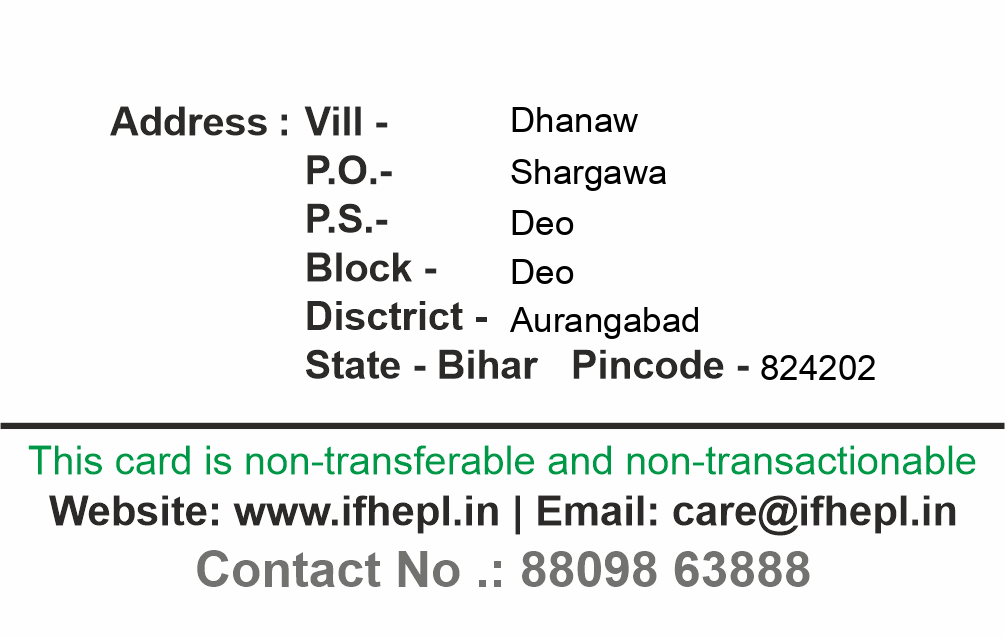 Address : Vill - Dhanaw
P.O.- Shargawa
P.S.- Deo
Block - Deo
Disctrict - Aurangabad
State - Bihar Pincode - 824202
This card is non-transferable and non-transactionable
Website: www.ifhepl.in | Email: care@ifhepl.in
Contact No .: 88098 63888